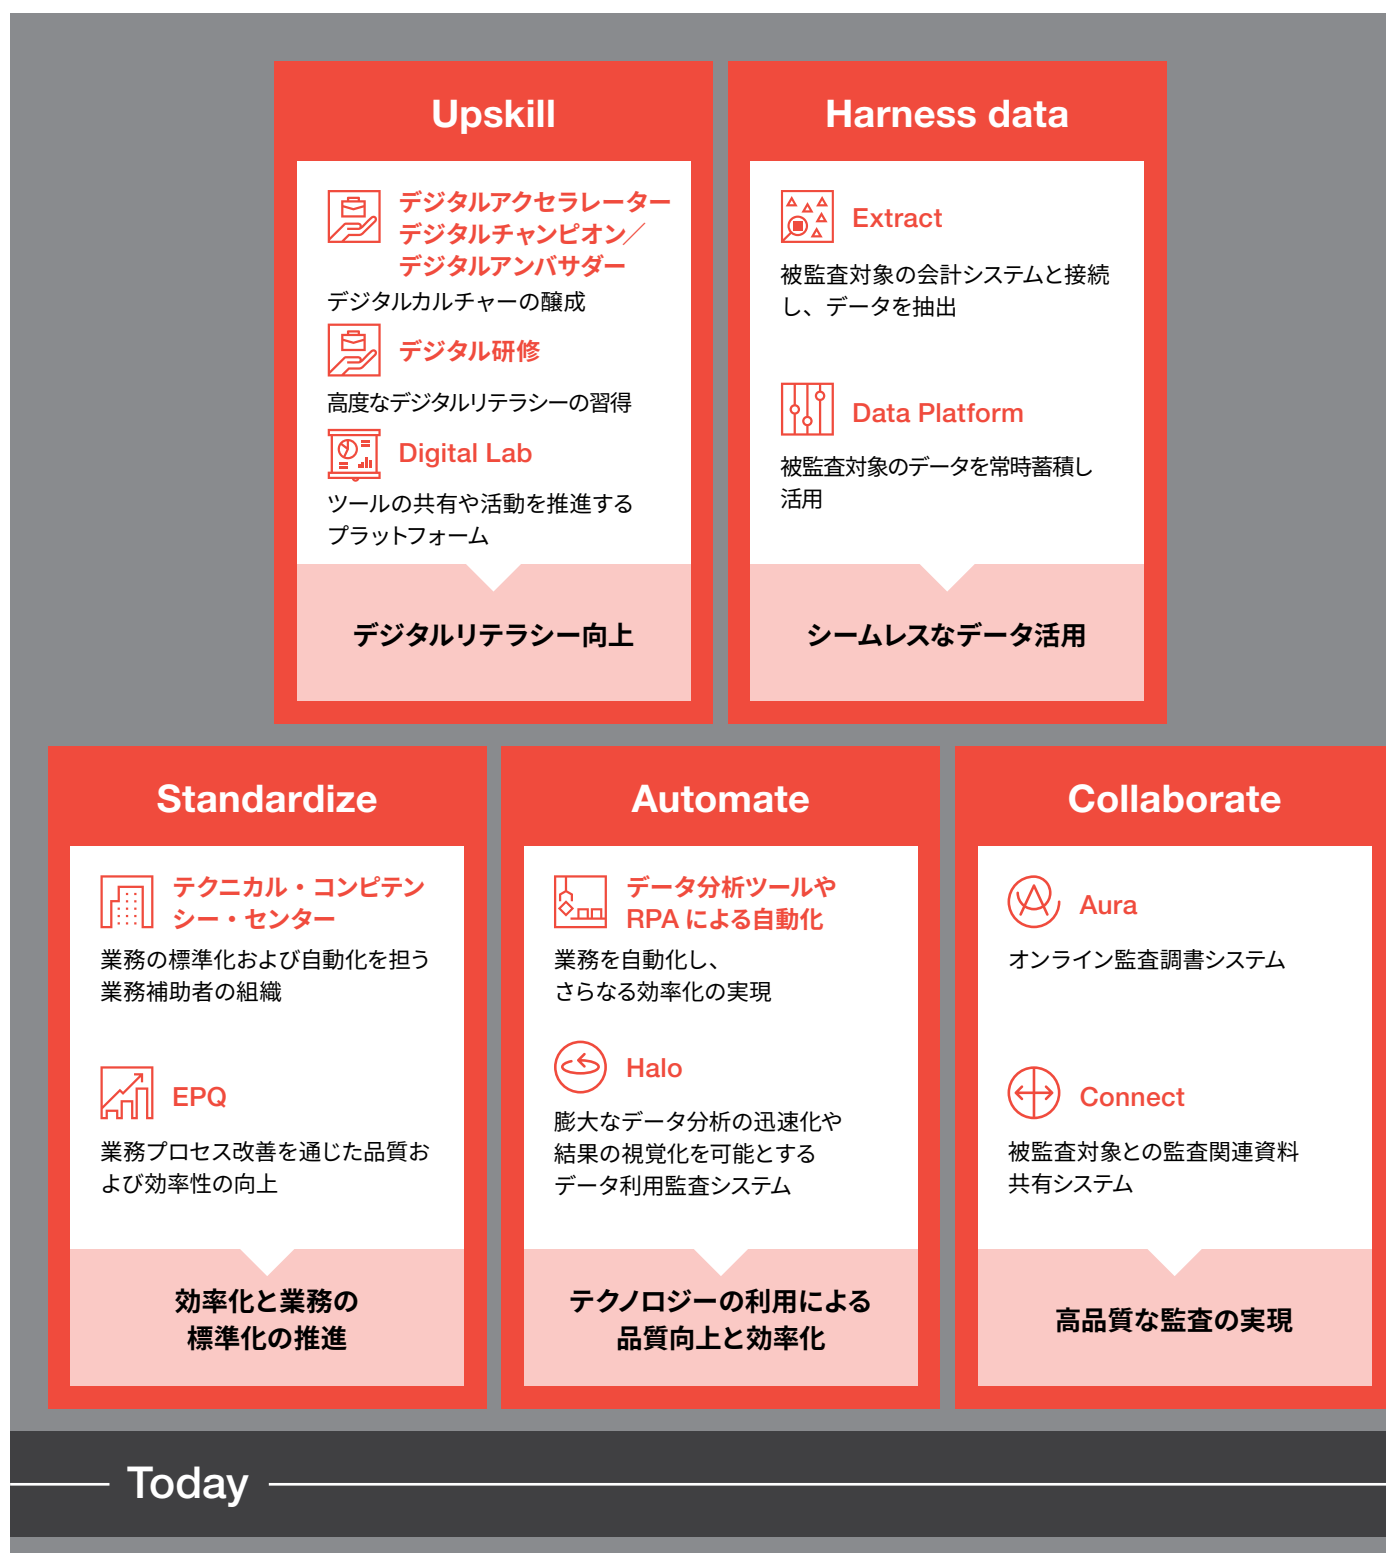 Upskill
デジタルアクセラレーター
デジタルチャンピオン／
デジタルアンバサダー
デジタルカルチャーの醸成
デジタル研修
高度なデジタルリテラシーの習得
Digital Lab
ツールの共有や活動を推進する
プラットフォーム
デジタルリテラシー向上
Harness data
Extract
被監査対象の会計システムと接続
し、データを抽出
Data Platform
被監査対象のデータを常時蓄積し
活用
シームレスなデータ活用
Standardize
テクニカル・コンピテン
シー・センター
業務の標準化および自動化を担う
業務補助者の組織
EPQ
業務プロセス改善を通じた品質お
よび効率性の向上
効率化と業務の
標準化の推進
Automate
データ分析ツールや
RPA による自動化
業務を自動化し、
さらなる効率化の実現
Halo
膨大なデータ分析の迅速化や
結果の視覚化を可能とする
データ利用監査システム
テクノロジーの利用による
品質向上と効率化
Collaborate
Aura
オンライン監査調書システム
Connect
被監査対象との監査関連資料
共有システム
高品質な監査の実現
Today